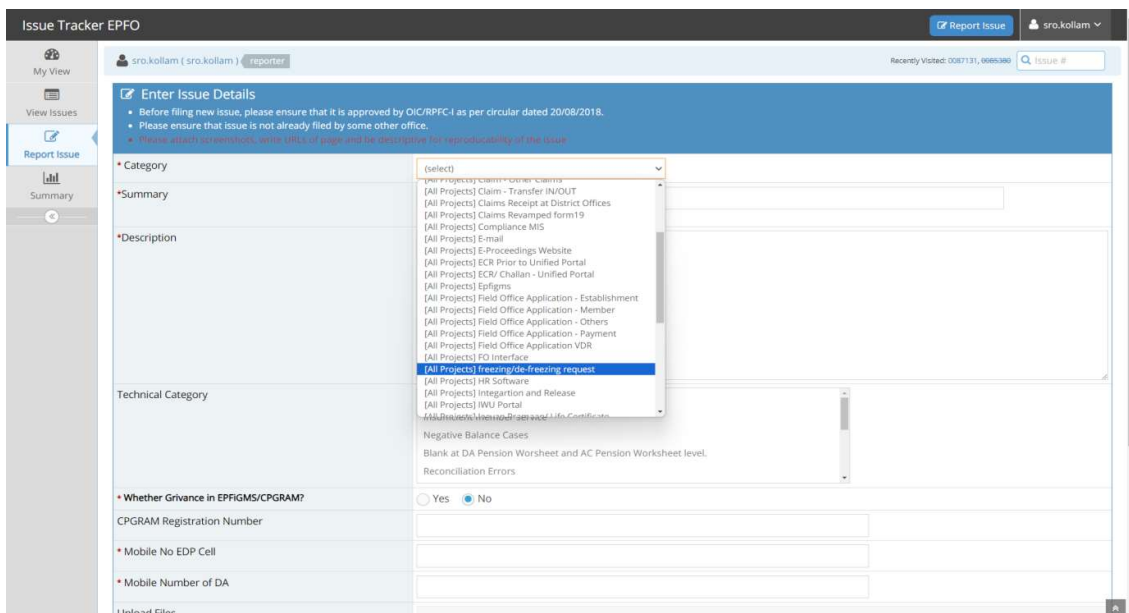 Issue Tracker EPFO
Report Issue
sro.kollam
My View
View Issues
Report Issue
Summary
sro.kollam ( sro.kollam ) reporter
Recently Visited: 0087131, 0085380
Issue #
Enter Issue Details
• Before filing new issue, please ensure that it is approved by OIC/RPFC-I as per circular dated 20/08/2018.
• Please ensure that issue is not already filed by some other office.
• Please attach screenshots, write URLs of page and be descriptive for reproducability of the issue
* Category
(select)
[All Projects] Claim - Other Claims
[All Projects] Claim - Transfer IN/OUT
[All Projects] Claims Receipt at District Offices
[All Projects] Claims Revamped form19
[All Projects] Compliance MIS
[All Projects] E-mail
[All Projects] E-Proceedings Website
[All Projects] ECR Prior to Unified Portal
[All Projects] ECR/ Challan - Unified Portal
[All Projects] Epfigms
[All Projects] Field Office Application - Establishment
[All Projects] Field Office Application - Member
[All Projects] Field Office Application - Others
[All Projects] Field Office Application - Payment
[All Projects] Field Office Application VDR
[All Projects] FO Interface
[All Projects] freezing/de-freezing request
[All Projects] HR Software
[All Projects] Integartion and Release
[All Projects] IWU Portal
*Summary
*Description
Technical Category
Negative Balance Cases
Blank at DA Pension Worsheet and AC Pension Worksheet level.
Reconciliation Errors
* Whether Grivance in EPFiGMS/CPGRAM?
Yes No
CPGRAM Registration Number
* Mobile No EDP Cell
* Mobile Number of DA
Upload Files